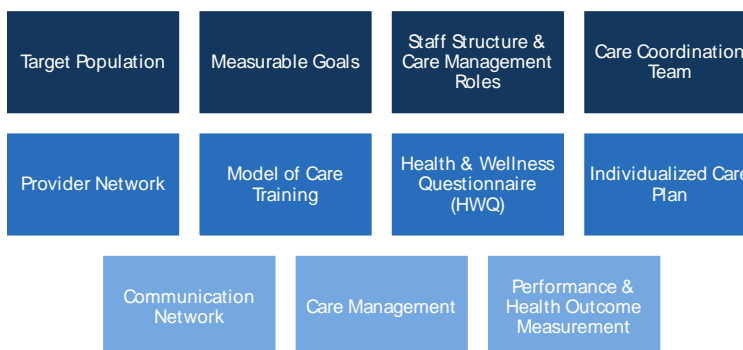 Target Population
Measurable Goals
Staff Structure &
Care Management
Roles
Care Coordination
Team
Provider Network
Model of Care
Training
Health & Wellness
Questionnaire
(HWQ)
Individualized Care
Plan
Communication
Network
Care Management
Performance &
Health Outcome
Measurement